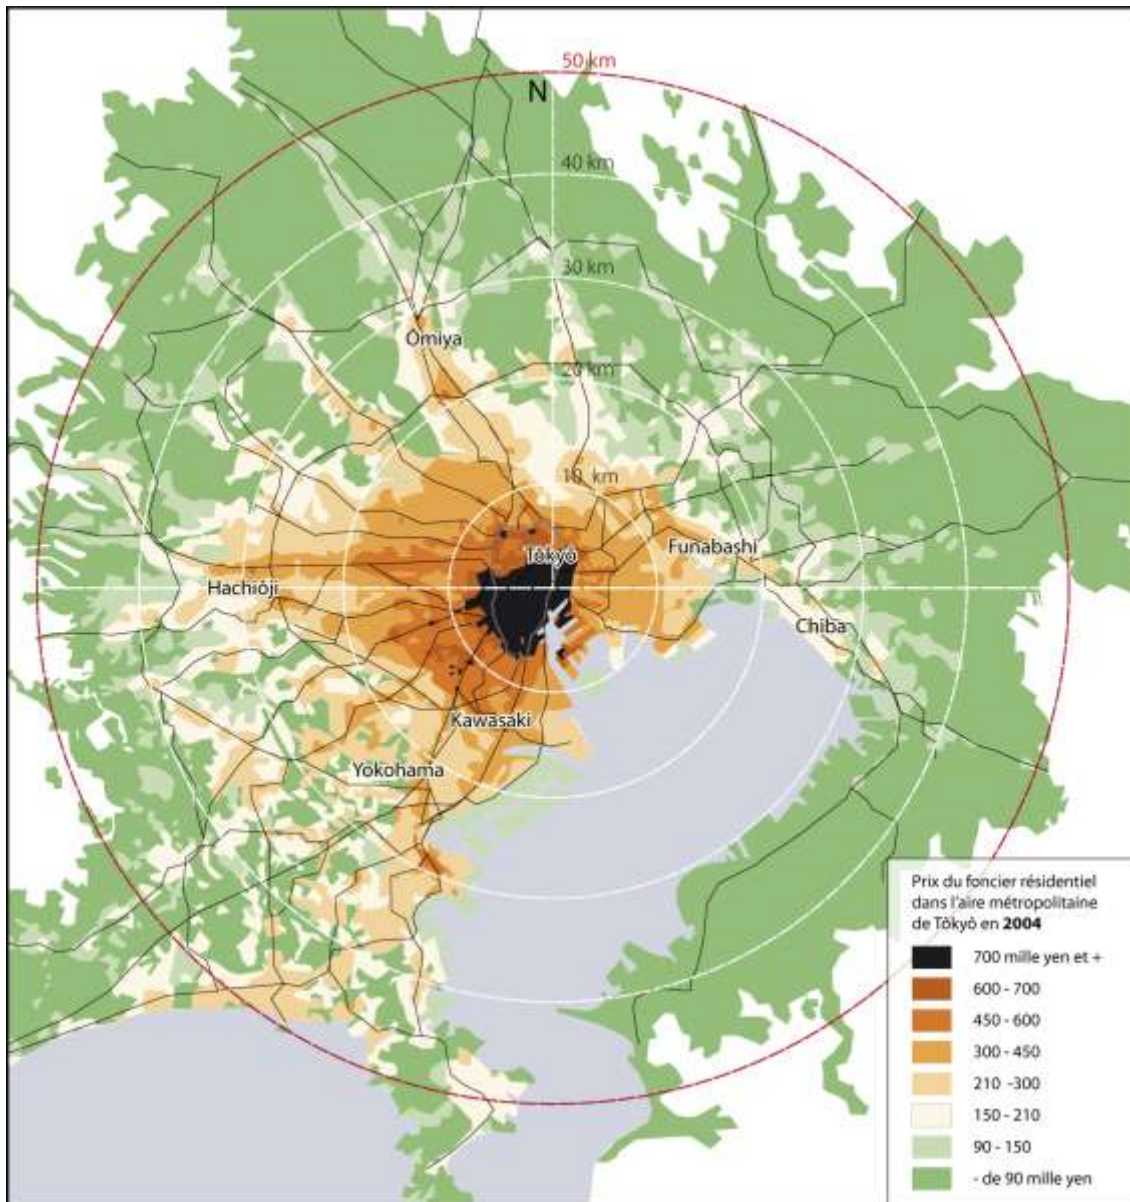 50 km
N
40 km
30 km
Ōmiya
20 km
10 km
Tōkyō
Funabashi
Hachiōji
Chiba
Kawasaki
Yokohama
Prix du foncier résidentiel
dans l'aire métropolitaine
de Tōkyō en 2004
700 mille yen et +
600 - 700
450 - 600
300 - 450
210 -300
150 - 210
90 - 150
- de 90 mille yen